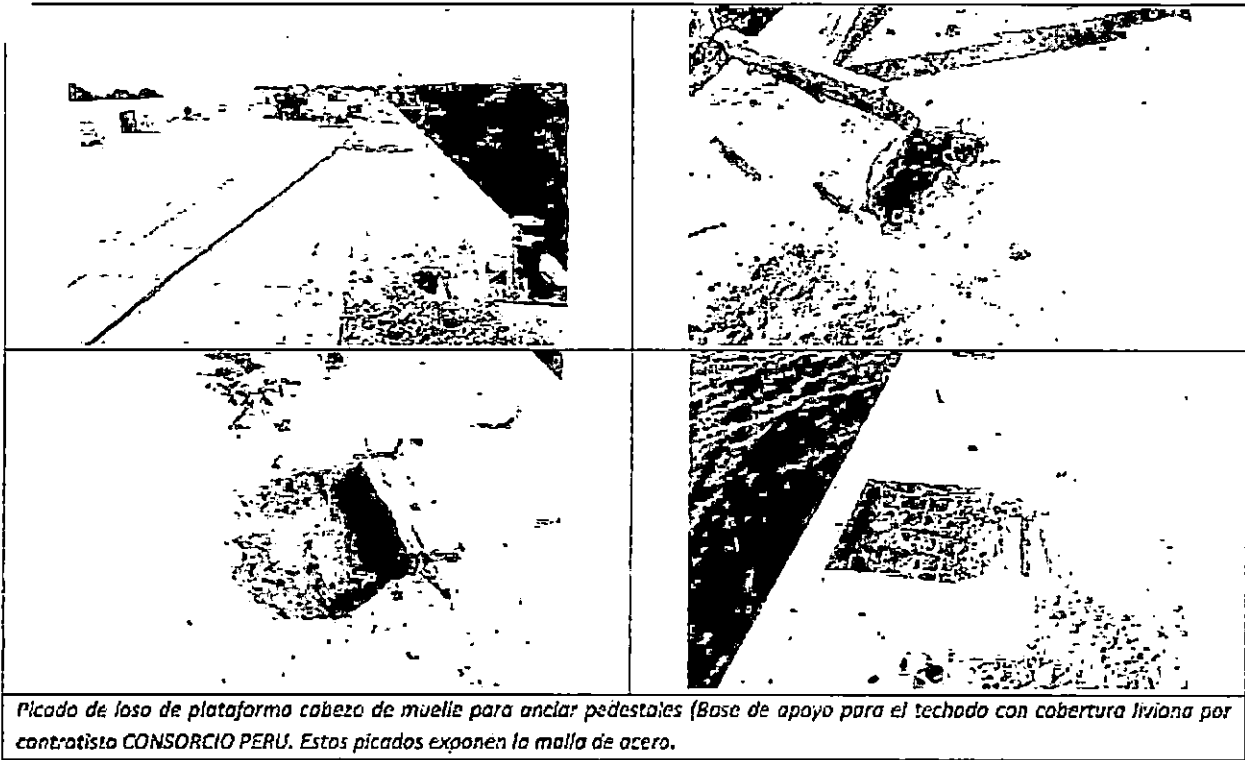 Picado de losa de plataforma cabezo de muelle para anclar pedestales (Base de apoyo para el techado con cobertura liviana por
contratista CONSORCIO PERU. Estos picados exponen la malla de acero.